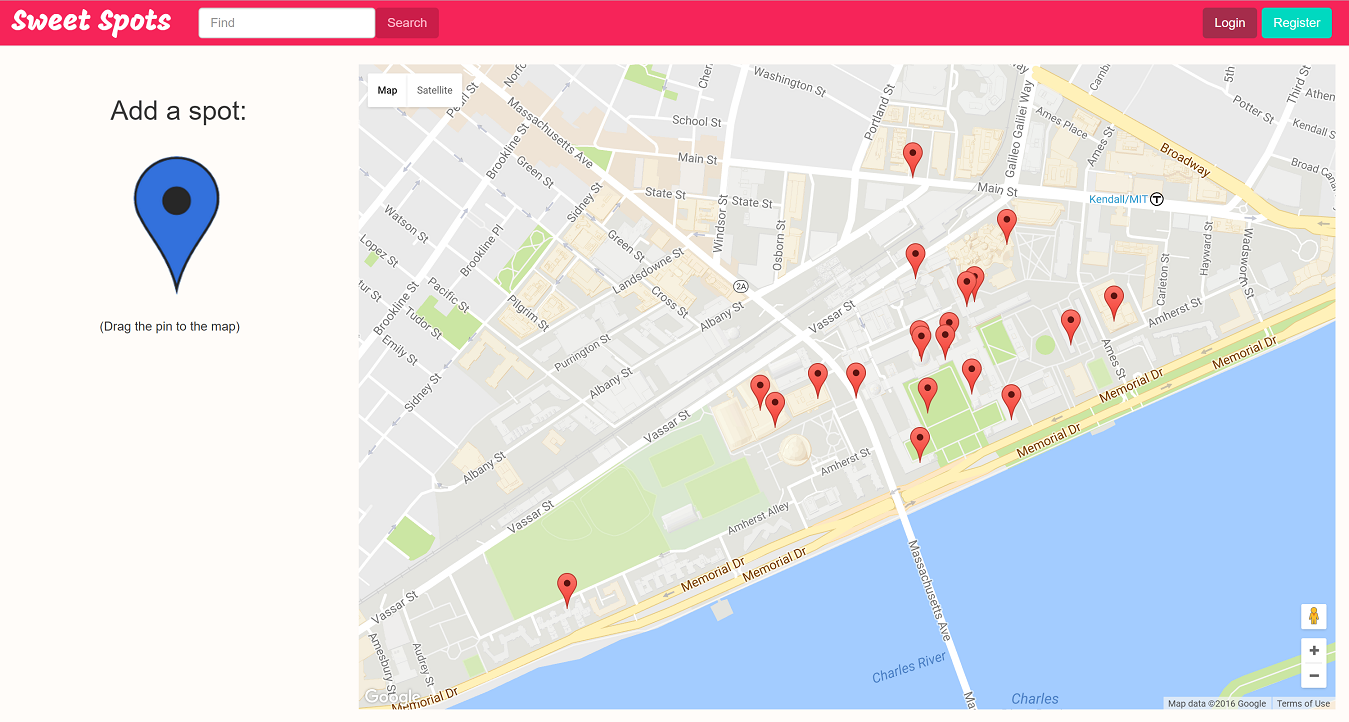 Sweet Spots
Find
Search
Login
Register
Add a spot:
(Drag the pin to the map)
Map
Satellite
Washington St
School St
Main St
State St
State St
Massachusetts Ave
Brookline St
Green St
Sidney St
Watson St
Brookline Pl
Lopez St
Pacific St
Tudor St
Brookline St
Emily St
Sidney St
Pilgrim St
Purrington St
Albany St
Green St
Landsdowne St
Cross St
Albany St
Windsor St
Osborn St
2A
Portland St
Galileo Galilei Way
Main St
Kendall/MIT
T
Broadway
Ames Place
Ames St
5th
Third St
Potter St
Athen
Kendall S
Broad Cana
Hayward St
Wadsworth St
Carleton St
Amherst St
Ames St
Vassar St
Vassar St
Albany St
Vassar St
Amherst St
Amherst Alley
Memorial Dr
Memorial Dr
Memorial Dr
Memorial Dr
Memorial Dr
Memorial Dr
Vassar St
Amesbury St
Audrey St
Massachusetts Ave
Charles River
Charles
Ma
Google
Memorial Dr
+
−
Map data ©2016 Google
Terms of Use